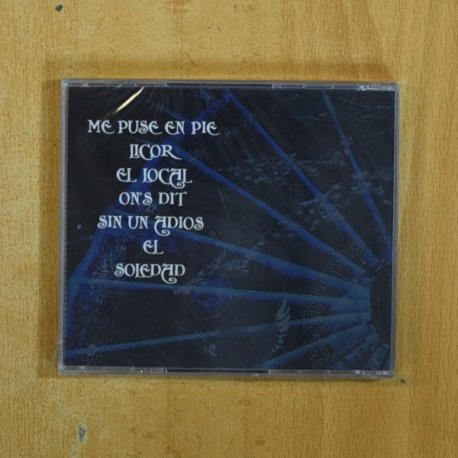 ME PUSE EN PIE
LICOR
EL LOCAL
ON'S DIT
SIN UN ADIOS
EL
SOLEDAD